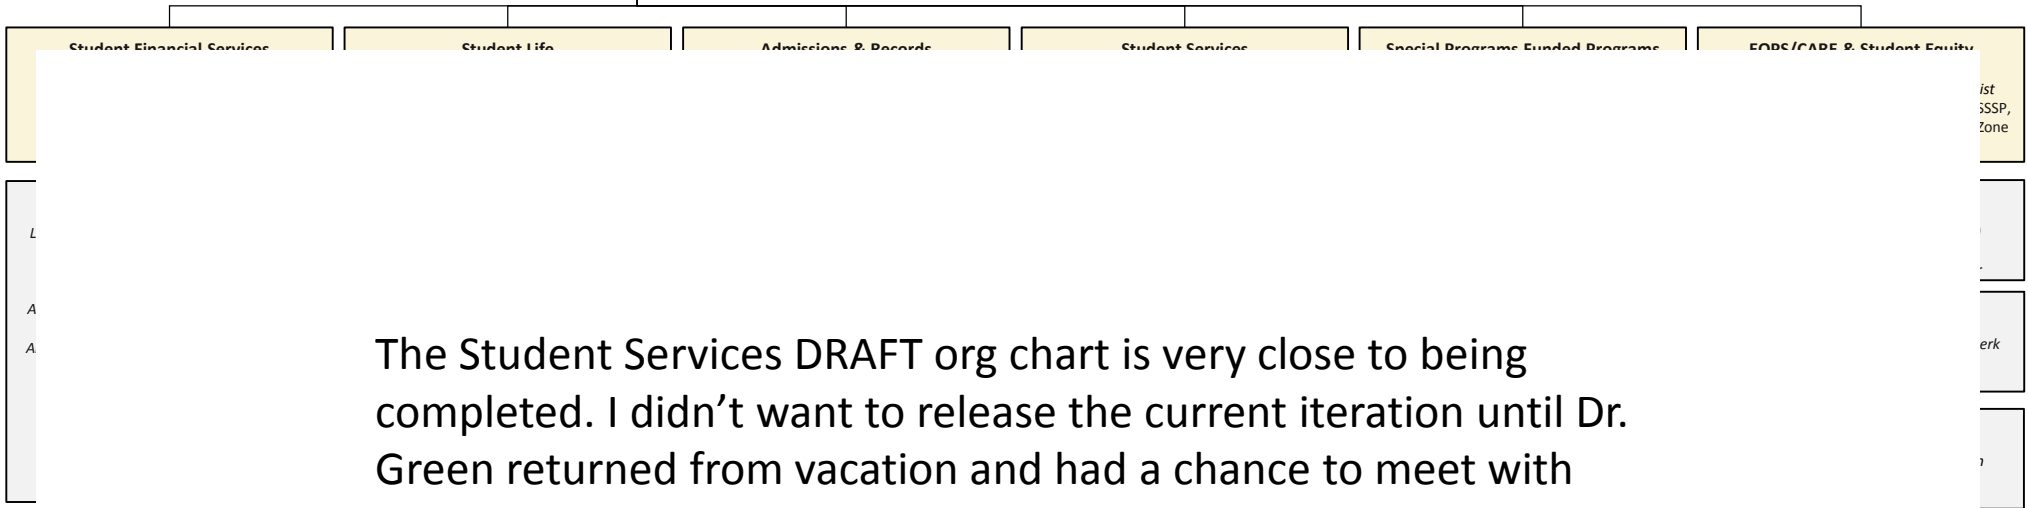 Student Financial Services
Student Life
Admissions & Records
Student Services
Special Programs Funded Programs
EOPS/CARE & Student Equity
ist
SSSP,
Zone
L
A
A
erk
The Student Services DRAFT org chart is very close to being
completed. I didn’t want to release the current iteration until Dr.
Green returned from vacation and had a chance to meet with